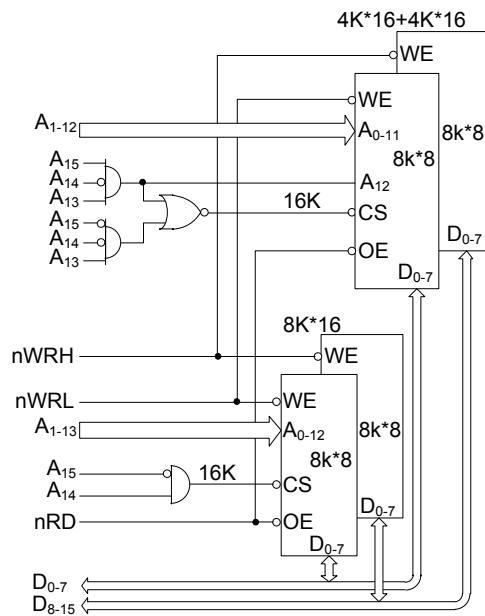 4K*16+4K*16
WE
WE
A1-12
A0-11
8k*8
8k*8
A15
A14
A13
A12
16K
CS
A15
A14
A13
OE
D0-7
D0-7
8K*16
nWRH
WE
nWRL
WE
A1-13
A0-12
8k*8
8k*8
A15
A14
16K
CS
nRD
OE
D0-7
D0-7
D0-7
D8-15